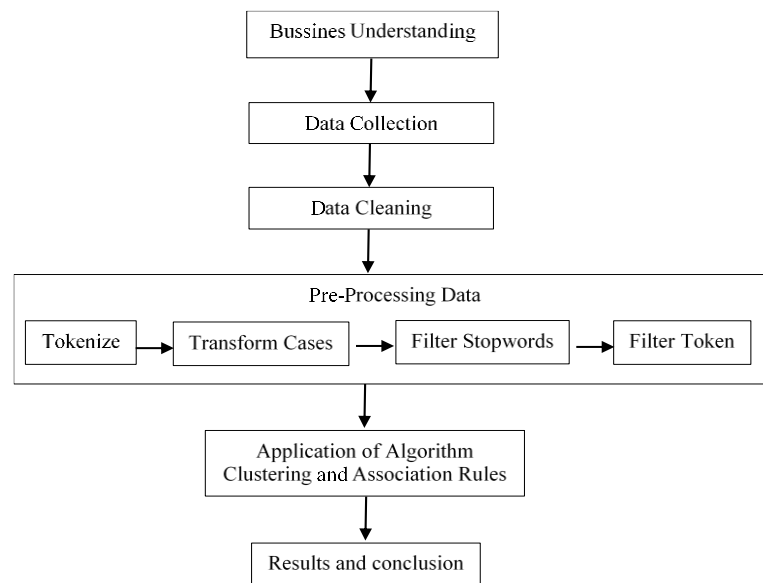 Bussines Understanding
Data Collection
Data Cleaning
Pre-Processing Data
Tokenize
Transform Cases
Filter Stopwords
Filter Token
Application of Algorithm
Clustering and Association Rules
Results and conclusion